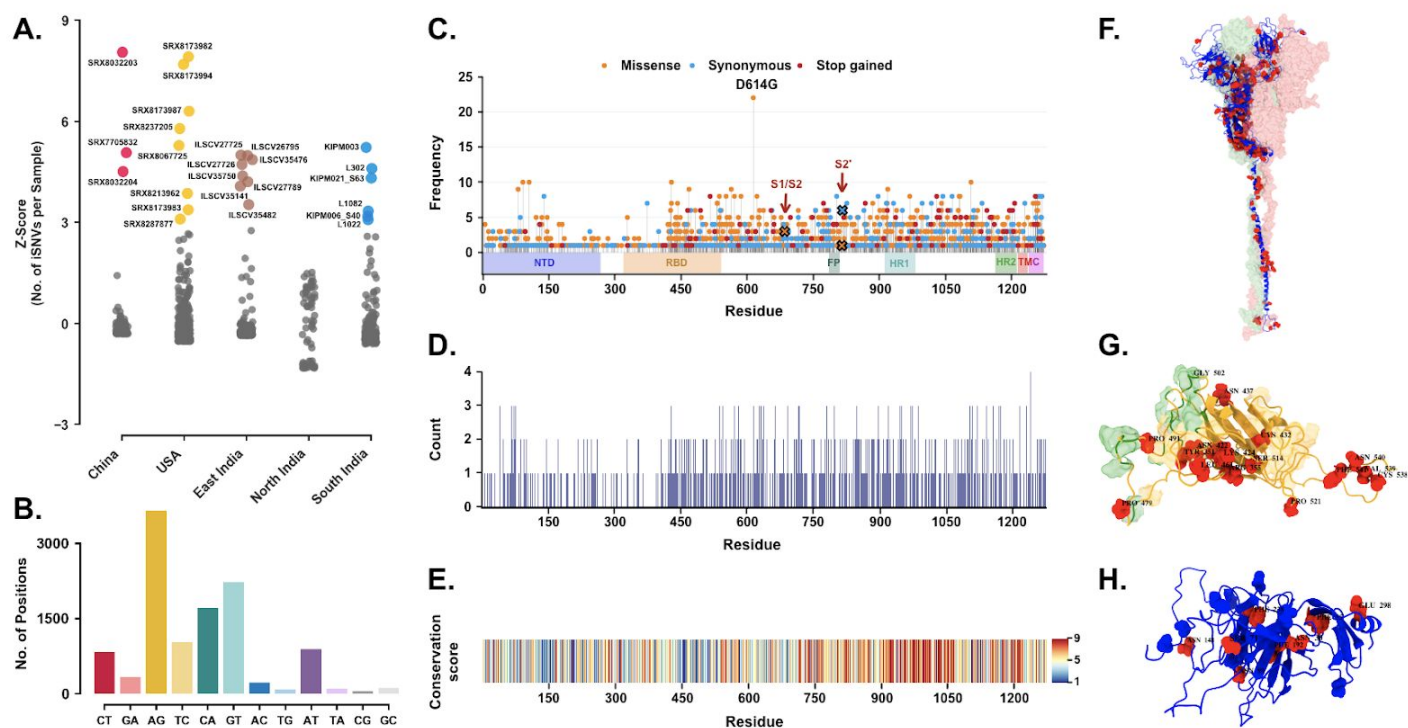 A.
9
6
3
0
−3
Z-Score
(No. of iSNVs per Sample)
SRX8032203
SRX7705832
SRX8032204
SRX8173982
SRX8173994
SRX8173987
SRX8237205
SRX8067725
SRX8213962
SRX8173983
SRX8287877
ILSCV27725
ILSCV26795
ILSCV27726
ILSCV35476
ILSCV35750
ILSCV27789
ILSCV35141
ILSCV35482
KIPM003
L302
KIPM021_S63
L1082
KIPM006_S40
L1022
China
USA
East India
North India
South India
B.
No. of Positions
3000
1500
0
CT GA AG TC CA GT AC TG AT TA CG GC
C.
Missense Synonymous Stop gained
D614G
S1/S2
S2'
Frequency
25
20
15
10
5
0
NTD RBD FP HR1 HR2 TMC
0 150 300 450 600 750 900 1050 1200
Residue
D.
Count
4
3
2
1
0
150 300 450 600 750 900 1050 1200
Residue
E.
Conservation
score
9
5
1
150 300 450 600 750 900 1050 1200
Residue
F.
G.
GLY 502
ASN 437
PRO 491
CYS 432
SER 514
PRO 479
PRO 521
ASN 540
CYS 538
H.
GLU 298